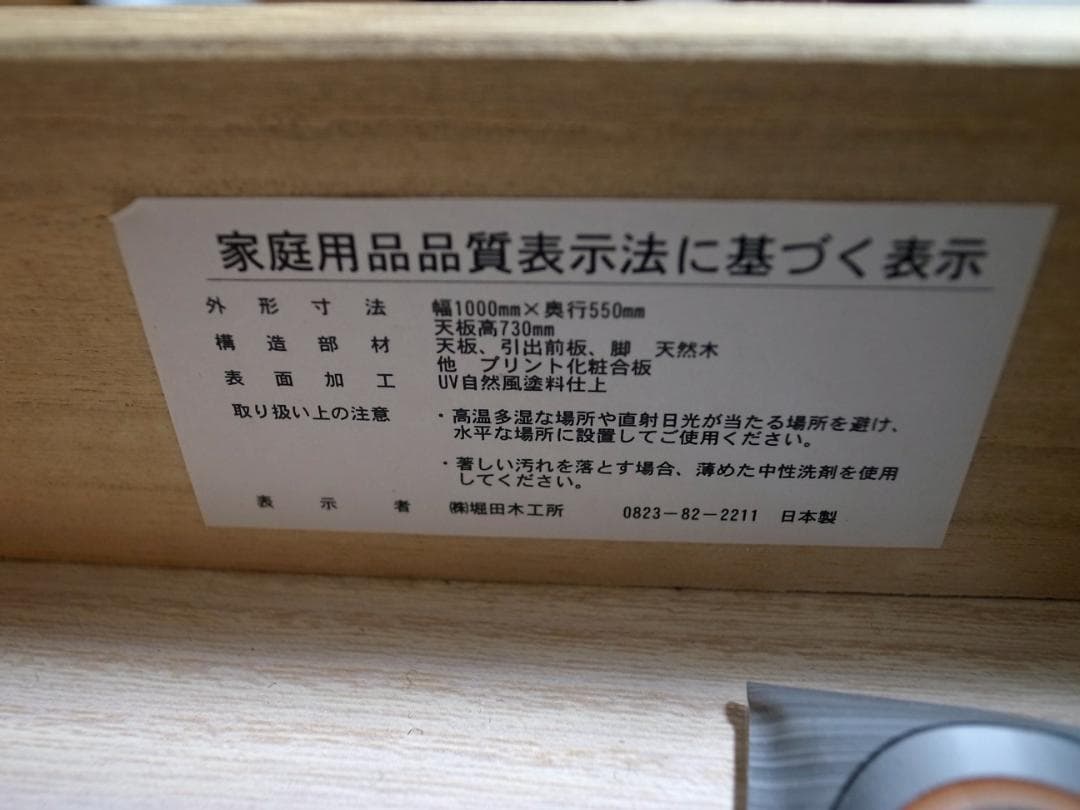 家庭用品品質表示法に基づく表示
外形寸法 幅1000mm×奥行550mm
天板高730mm
構造部材 天板、引出前板、脚 天然木
他 プリント化粧合板
表面加工 UV自然風塗料仕上
取り扱い上の注意 ・高温多湿な場所や直射日光が当たる場所を避け、
水平な場所に設置してご使用ください。
・著しい汚れを落とす場合、薄めた中性洗剤を使用
してください。
表示者 ㈱堀田木工所 0823-82-2211 日本製